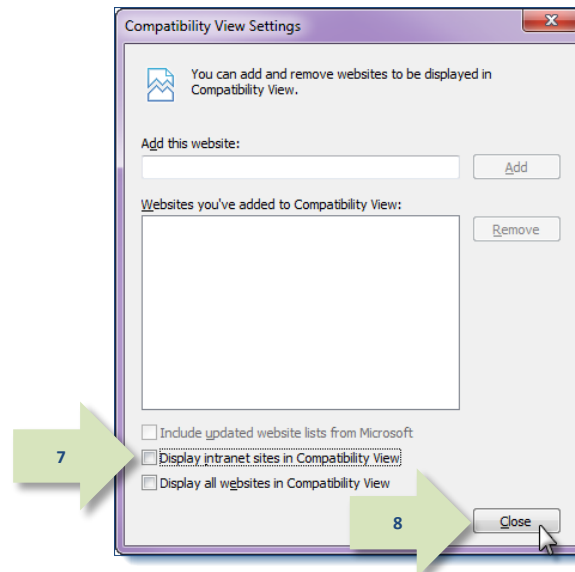 Compatibility View Settings
You can add and remove websites to be displayed in
Compatibility View.
Add this website:
Add
Websites you've added to Compatibility View:
Remove
Include updated website lists from Microsoft
7
Display intranet sites in Compatibility View
Display all websites in Compatibility View
8
Close